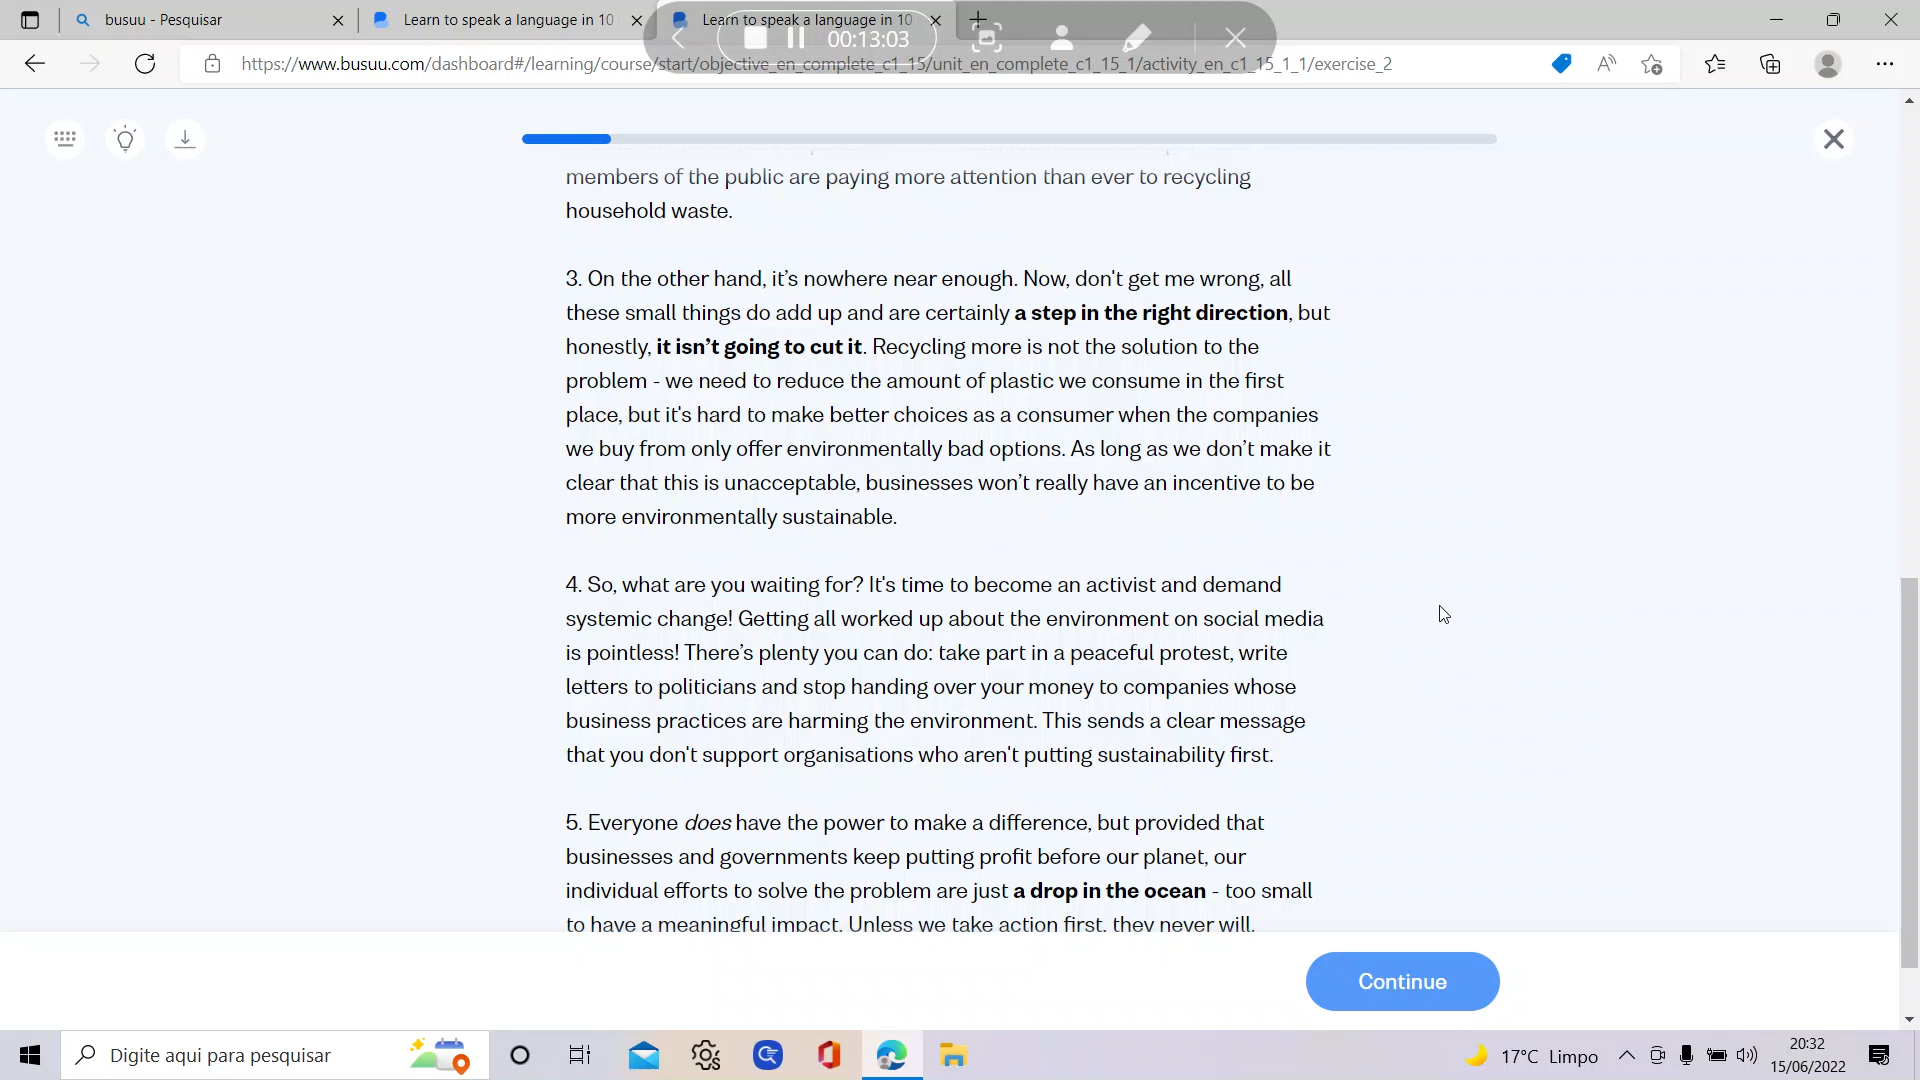 busuu - Pesquisar
Learn to speak a language in 10
Learn to speak a language in 10
00:13:03
https://www.busuu.com/dashboard#/learning/course/start/objective_en_complete_c1_15/unit_en_complete_c1_15_1/activity_en_c1_15_1_1/exercise_2
members of the public are paying more attention than ever to recycling
household waste.
3. On the other hand, it’s nowhere near enough. Now, don't get me wrong, all
these small things do add up and are certainly a step in the right direction, but
honestly, it isn’t going to cut it. Recycling more is not the solution to the
problem - we need to reduce the amount of plastic we consume in the first
place, but it's hard to make better choices as a consumer when the companies
we buy from only offer environmentally bad options. As long as we don’t make it
clear that this is unacceptable, businesses won’t really have an incentive to be
more environmentally sustainable.
4. So, what are you waiting for? It's time to become an activist and demand
systemic change! Getting all worked up about the environment on social media
is pointless! There’s plenty you can do: take part in a peaceful protest, write
letters to politicians and stop handing over your money to companies whose
business practices are harming the environment. This sends a clear message
that you don't support organisations who aren't putting sustainability first.
5. Everyone does have the power to make a difference, but provided that
businesses and governments keep putting profit before our planet, our
individual efforts to solve the problem are just a drop in the ocean - too small
to have a meaningful impact. Unless we take action first, they never will.
Continue
Digite aqui para pesquisar
17°C Limpo
20:32
15/06/2022